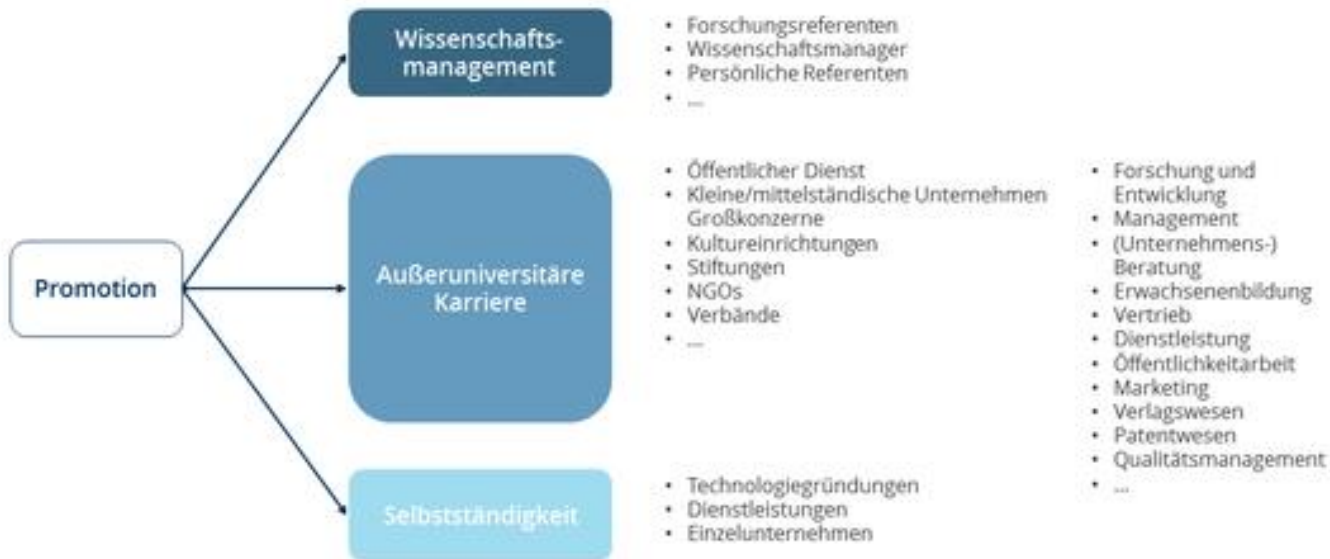 Promotion
Wissenschafts-
management
• Forschungsreferenten
• Wissenschaftsmanager
• Persönliche Referenten
• ...
Außeruniversitäre
Karriere
• Öffentlicher Dienst
• Kleine/mittelständische Unternehmen
Großkonzerne
• Kultureinrichtungen
• Stiftungen
• NGOs
• Verbände
• ...
• Forschung und
Entwicklung
• Management
• (Unternehmens-)
Beratung
• Erwachsenenbildung
• Vertrieb
• Dienstleistung
• Öffentlichkeitarbeit
• Marketing
• Verlagswesen
• Patentwesen
• Qualitätsmanagement
• ...
Selbstständigkeit
• Technologiegründungen
• Dienstleistungen
• Einzelunternehmen